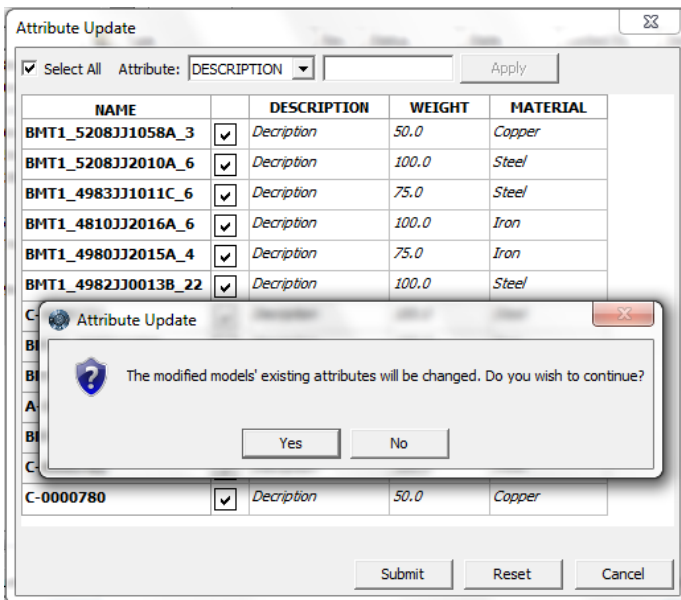 Attribute Update
Select All Attribute: DESCRIPTION Apply
NAME DESCRIPTION WEIGHT MATERIAL
BMT1_5208JJ1058A_3 Decription 50.0 Copper
BMT1_5208JJ2010A_6 Decription 100.0 Steel
BMT1_4983JJ1011C_6 Decription 75.0 Steel
BMT1_4810JJ2016A_6 Decription 100.0 Iron
BMT1_4980JJ2015A_4 Decription 75.0 Iron
BMT1_4982JJ0013B_22 Decription 100.0 Steel
Attribute Update
The modified models' existing attributes will be changed. Do you wish to continue?
Yes No
C-0000780 Decription 50.0 Copper
Submit Reset Cancel